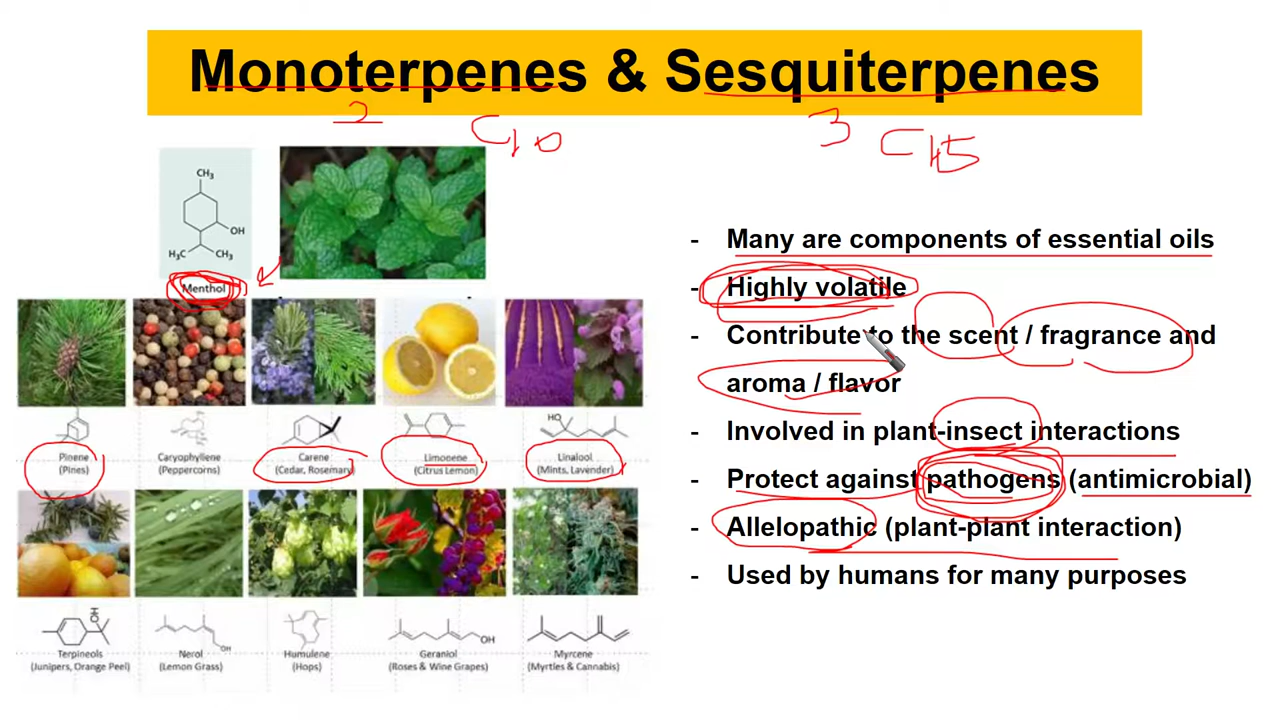 Monoterpenes & Sesquiterpenes
2 C10 3 C15
CH3
OH
H3C CH3
Menthol
- Many are components of essential oils
- Highly volatile
- Contribute to the scent / fragrance and
aroma / flavor
- Involved in plant-insect interactions
- Protect against pathogens (antimicrobial)
- Allelopathic (plant-plant interaction)
- Used by humans for many purposes
HO
Pinene Caryophyllene Carene Limonene Linalool
(Pines) (Peppercorns) (Cedar, Rosemary) (Citrus Lemon) (Mints, Lavender)
OH
OH
OH
Terpineols Nerol Humulene Geraniol Myrcene
(Junipers, Orange Peel) (Lemon Grass) (Hops) (Roses & Wine Grapes) (Myrtles & Cannabis)